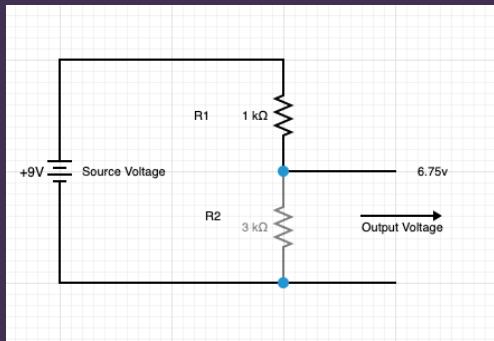 R1 1 kΩ
+9V Source Voltage 6.75v
R2 3 kΩ
Output Voltage